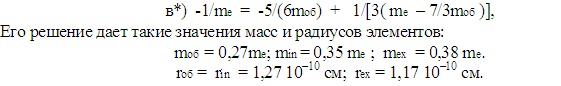 в*) -1/mₑ = -5/(6mоб) + 1/[3( mₑ – 7/3mоб )],
Его решение дает такие значения масс и радиусов элементов:
mоб = 0,27mₑ; min = 0,35 mₑ ; mex = 0,38 mₑ.
rоб = rin = 1,27 10⁻¹⁰ см; rex = 1,17 10⁻¹⁰ см.